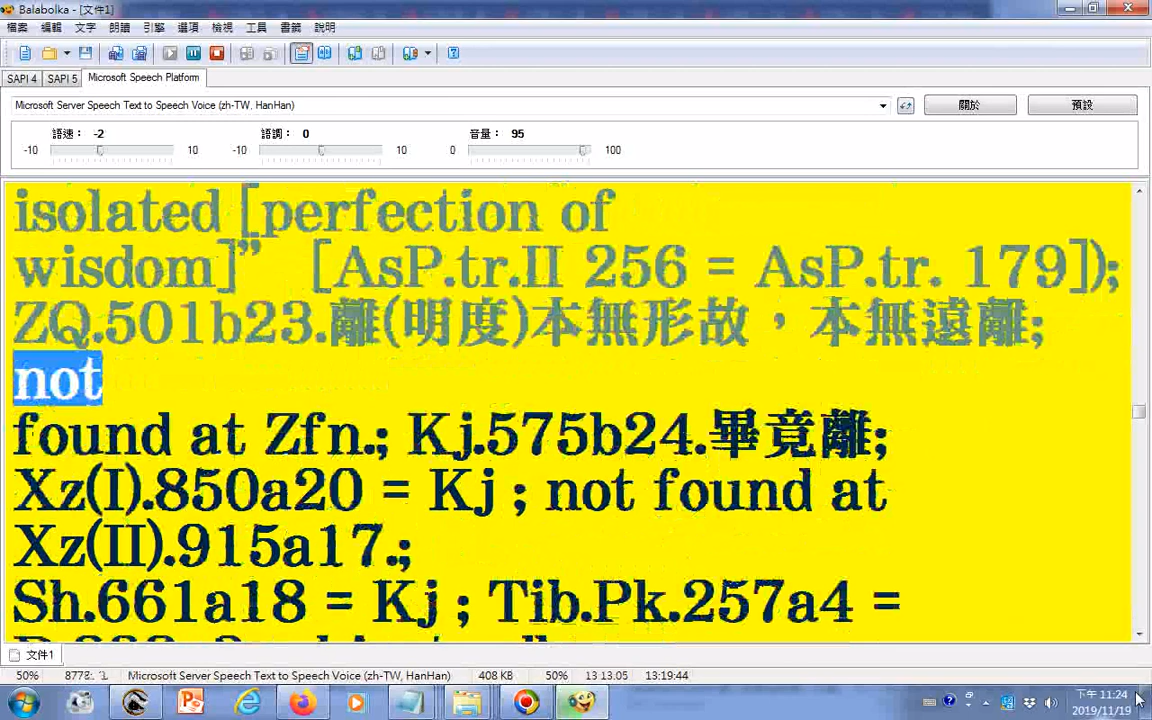 Balabolka - [文件1]
檔案 編輯 文字 朗讀 引擎 選項 檢視 工具 書籤 說明
SAPI 4 SAPI 5 Microsoft Speech Platform
Microsoft Server Speech Text to Speech Voice (zh-TW, HanHan) 關於 預設
語速： -2 語調： 0 音量： 95
-10 10 -10 10 0 100
isolated [perfection of
wisdom]” [AsP.tr.II 256 = AsP.tr. 179]);
ZQ.501b23.離(明度)本無形故，本無遠離;
not
found at Zfn.; Kj.575b24.畢竟離;
Xz(I).850a20 = Kj ; not found at
Xz(II).915a17.;
Sh.661a18 = Kj ; Tib.Pk.257a4 =
文件1
50% Microsoft Server Speech Text to Speech Voice (zh-TW, HanHan) 408 KB 50% 13 13.05 13:19:44
下午 11:24
2019/11/19